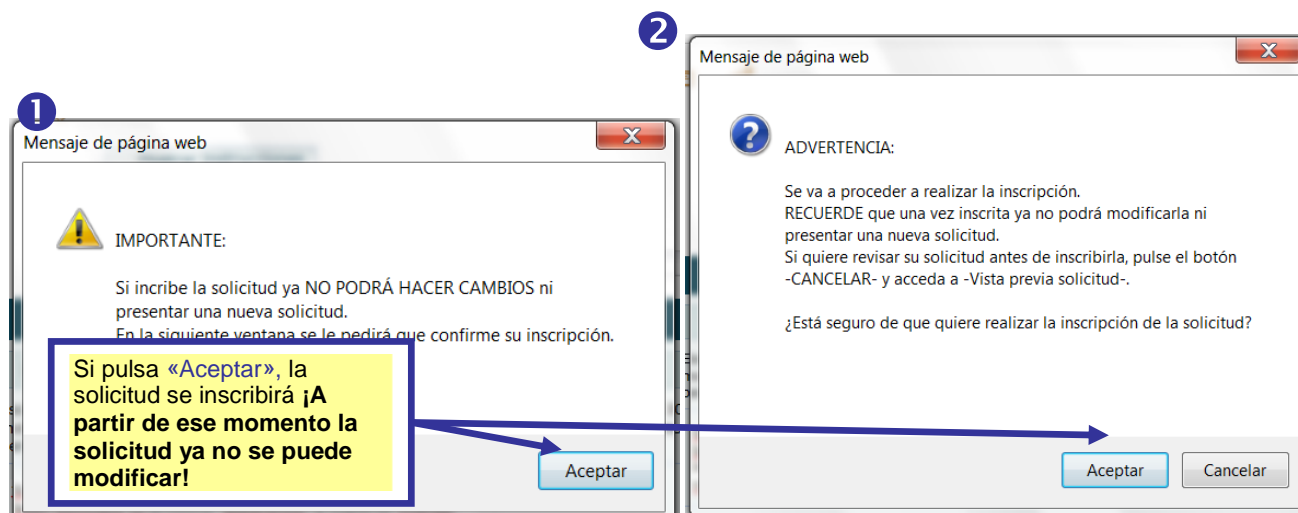 ❶
Mensaje de página web
IMPORTANTE:
Si incribe la solicitud ya NO PODRÁ HACER CAMBIOS ni
presentar una nueva solicitud.
En la siguiente ventana se le pedirá que confirme su inscripción.
Si pulsa «Aceptar», la
solicitud se inscribirá ¡A
partir de ese momento la
solicitud ya no se puede
modificar!
Aceptar
❷
Mensaje de página web
ADVERTENCIA:
Se va a proceder a realizar la inscripción.
RECUERDE que una vez inscrita ya no podrá modificarla ni
presentar una nueva solicitud.
Si quiere revisar su solicitud antes de inscribirla, pulse el botón
-CANCELAR- y acceda a -Vista previa solicitud-.
¿Está seguro de que quiere realizar la inscripción de la solicitud?
Aceptar
Cancelar